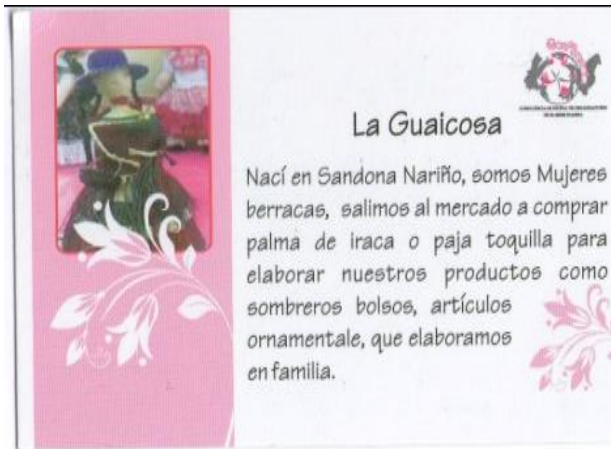 La Guaicosa
Nací en Sandona Nariño, somos Mujeres
berracas, salimos al mercado a comprar
palma de iraca o paja toquilla para
elaborar nuestros productos como
sombreros bolsos, artículos
ornamentale, que elaboramos
en familia.